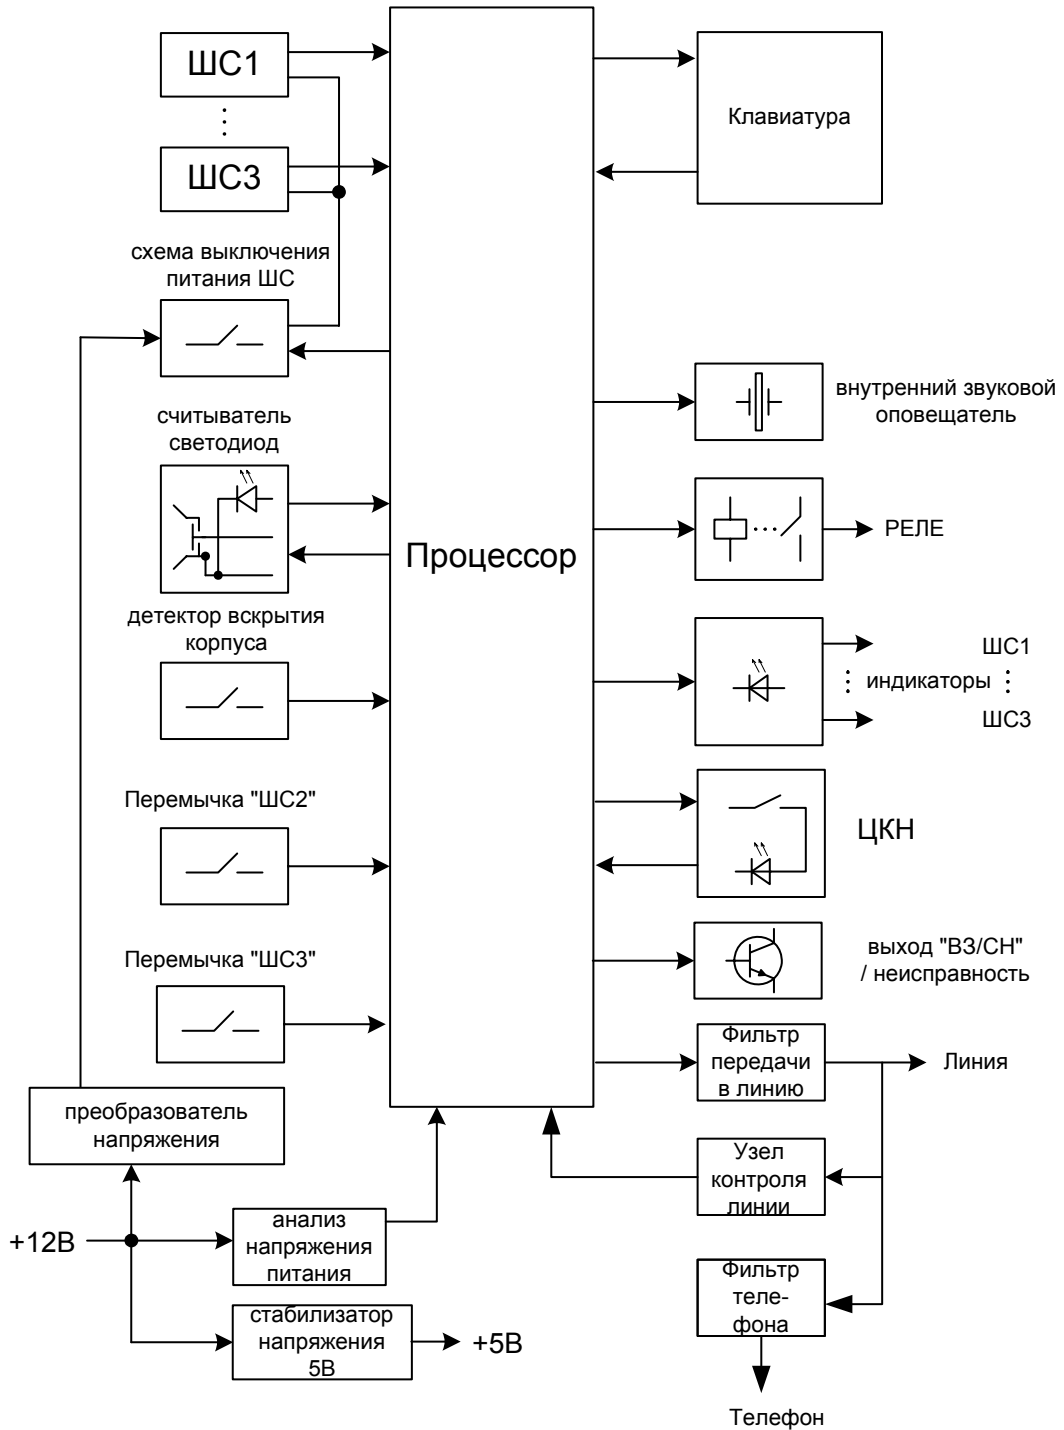 ШС1
ШС3
схема выключения
питания ШС
считыватель
светодиод
детектор вскрытия
корпуса
Перемычка "ШС2"
Перемычка "ШС3"
преобразователь
напряжения
+12В
анализ
напряжения
питания
стабилизатор
напряжения
5В
+5В
Процессор
Клавиатура
внутренний звуковой
оповещатель
РЕЛЕ
ШС1
индикаторы
ШС3
ЦКН
выход "ВЗ/СН"
/ неисправность
Фильтр
передачи
в линию
Линия
Узел
контроля
линии
Фильтр
теле-
фона
Телефон